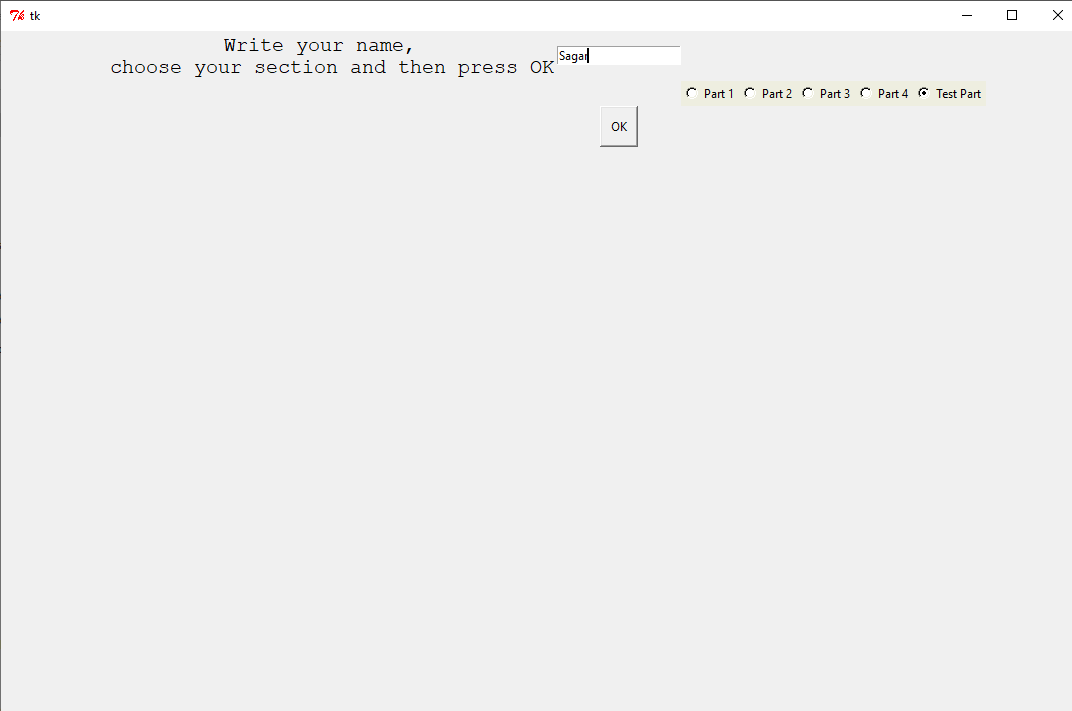 tk
Write your name,
choose your section and then press OK
Sagar
Part 1 Part 2 Part 3 Part 4 Test Part
OK